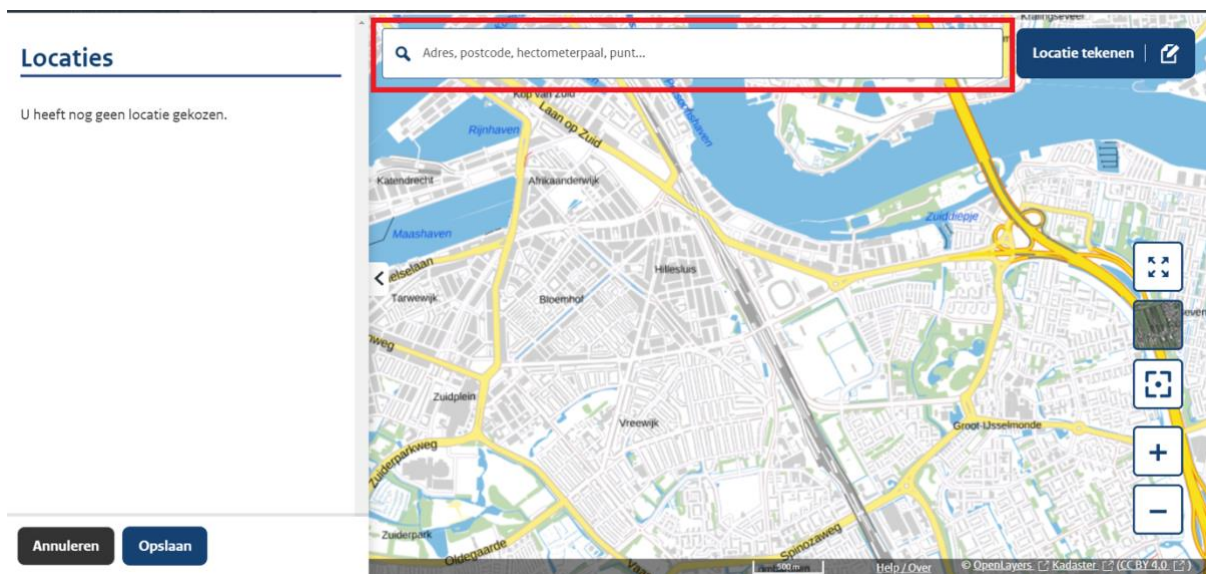 Locaties
U heeft nog geen locatie gekozen.
Annuleren
Opslaan
Adres, postcode, hectometerpaal, punt...
Locatie tekenen
Kralingseveer
Kop van Zuid
Laan op Zuid
Rijnhaven
Katendrecht
Afrikaanderwijk
Maashaven
Zuiddiepje
Hillesluis
Tarwewijk
Bloemhof
Zuidplein
Vreewijk
Groot-IJsselmonde
Zuiderparkweg
Zuiderpark
Oldegaarde
Spinozaweg
500 m
Help / Over
© OpenLayers Kadaster (CC BY 4.0 )